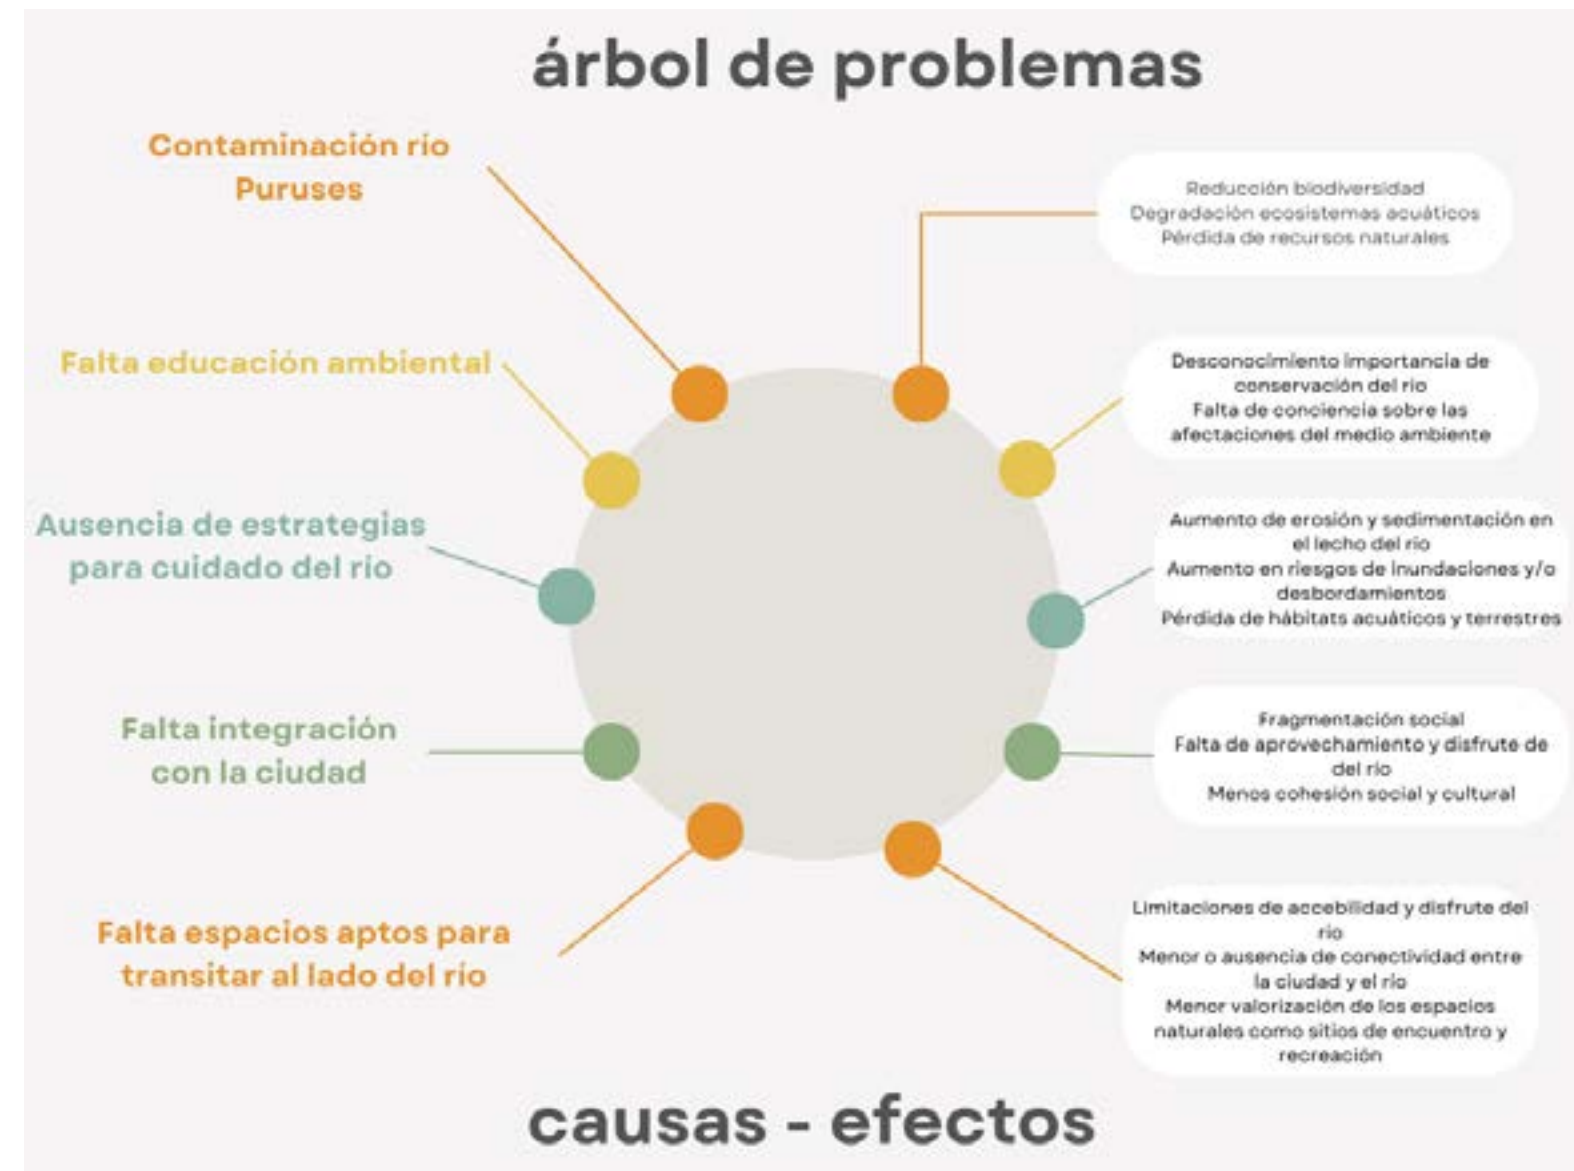 árbol de problemas
Contaminación río
Puruses
Falta educación ambiental
Ausencia de estrategias
para cuidado del río
Falta integración
con la ciudad
Falta espacios aptos para
transitar al lado del río
Reducción biodiversidad
Degradación ecosistemas acuáticos
Pérdida de recursos naturales
Desconocimiento importancia de
conservación del río
Falta de conciencia sobre las
afectaciones del medio ambiente
Aumento de erosión y sedimentación en
el lecho del río
Aumento en riesgos de inundaciones y/o
desbordamientos
Pérdida de hábitats acuáticos y terrestres
Fragmentación social
Falta de aprovechamiento y disfrute de
del río
Menos cohesión social y cultural
Limitaciones de accebilidad y disfrute del
río
Menor o ausencia de conectividad entre
la ciudad y el río
Menor valorización de los espacios
naturales como sitios de encuentro y
recreación
causas - efectos